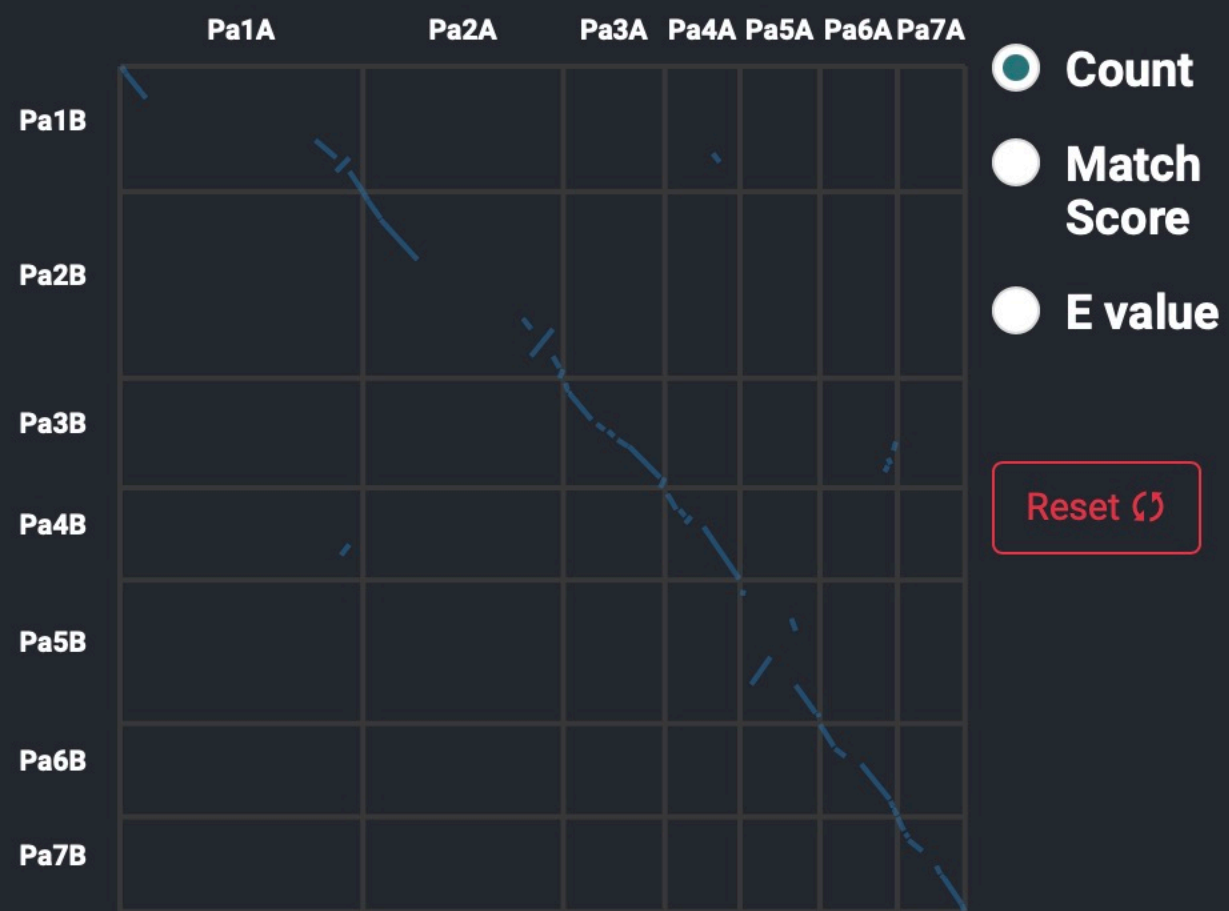 Pa1A Pa2A Pa3A Pa4A Pa5A Pa6A Pa7A
Pa1B
Pa2B
Pa3B
Pa4B
Pa5B
Pa6B
Pa7B
Count
Match
Score
E value
Reset